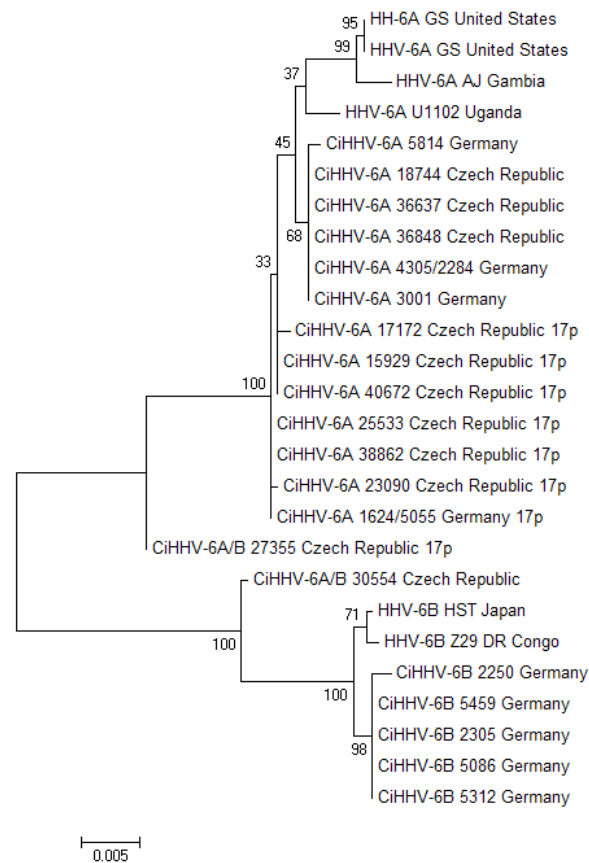 95
HH-6A GS United States
99
HHV-6A GS United States
37
HHV-6A AJ Gambia
HHV-6A U1102 Uganda
45
CiHHV-6A 5814 Germany
CiHHV-6A 18744 Czech Republic
CiHHV-6A 36637 Czech Republic
68
CiHHV-6A 36848 Czech Republic
33
CiHHV-6A 4305/2284 Germany
CiHHV-6A 3001 Germany
CiHHV-6A 17172 Czech Republic 17p
CiHHV-6A 15929 Czech Republic 17p
100
CiHHV-6A 40672 Czech Republic 17p
CiHHV-6A 25533 Czech Republic 17p
CiHHV-6A 38862 Czech Republic 17p
CiHHV-6A 23090 Czech Republic 17p
CiHHV-6A 1624/5055 Germany 17p
CiHHV-6A/B 27355 Czech Republic 17p
CiHHV-6A/B 30554 Czech Republic
71
HHV-6B HST Japan
100
HHV-6B Z29 DR Congo
CiHHV-6B 2250 Germany
100
CiHHV-6B 5459 Germany
98
CiHHV-6B 2305 Germany
CiHHV-6B 5086 Germany
CiHHV-6B 5312 Germany
0.005